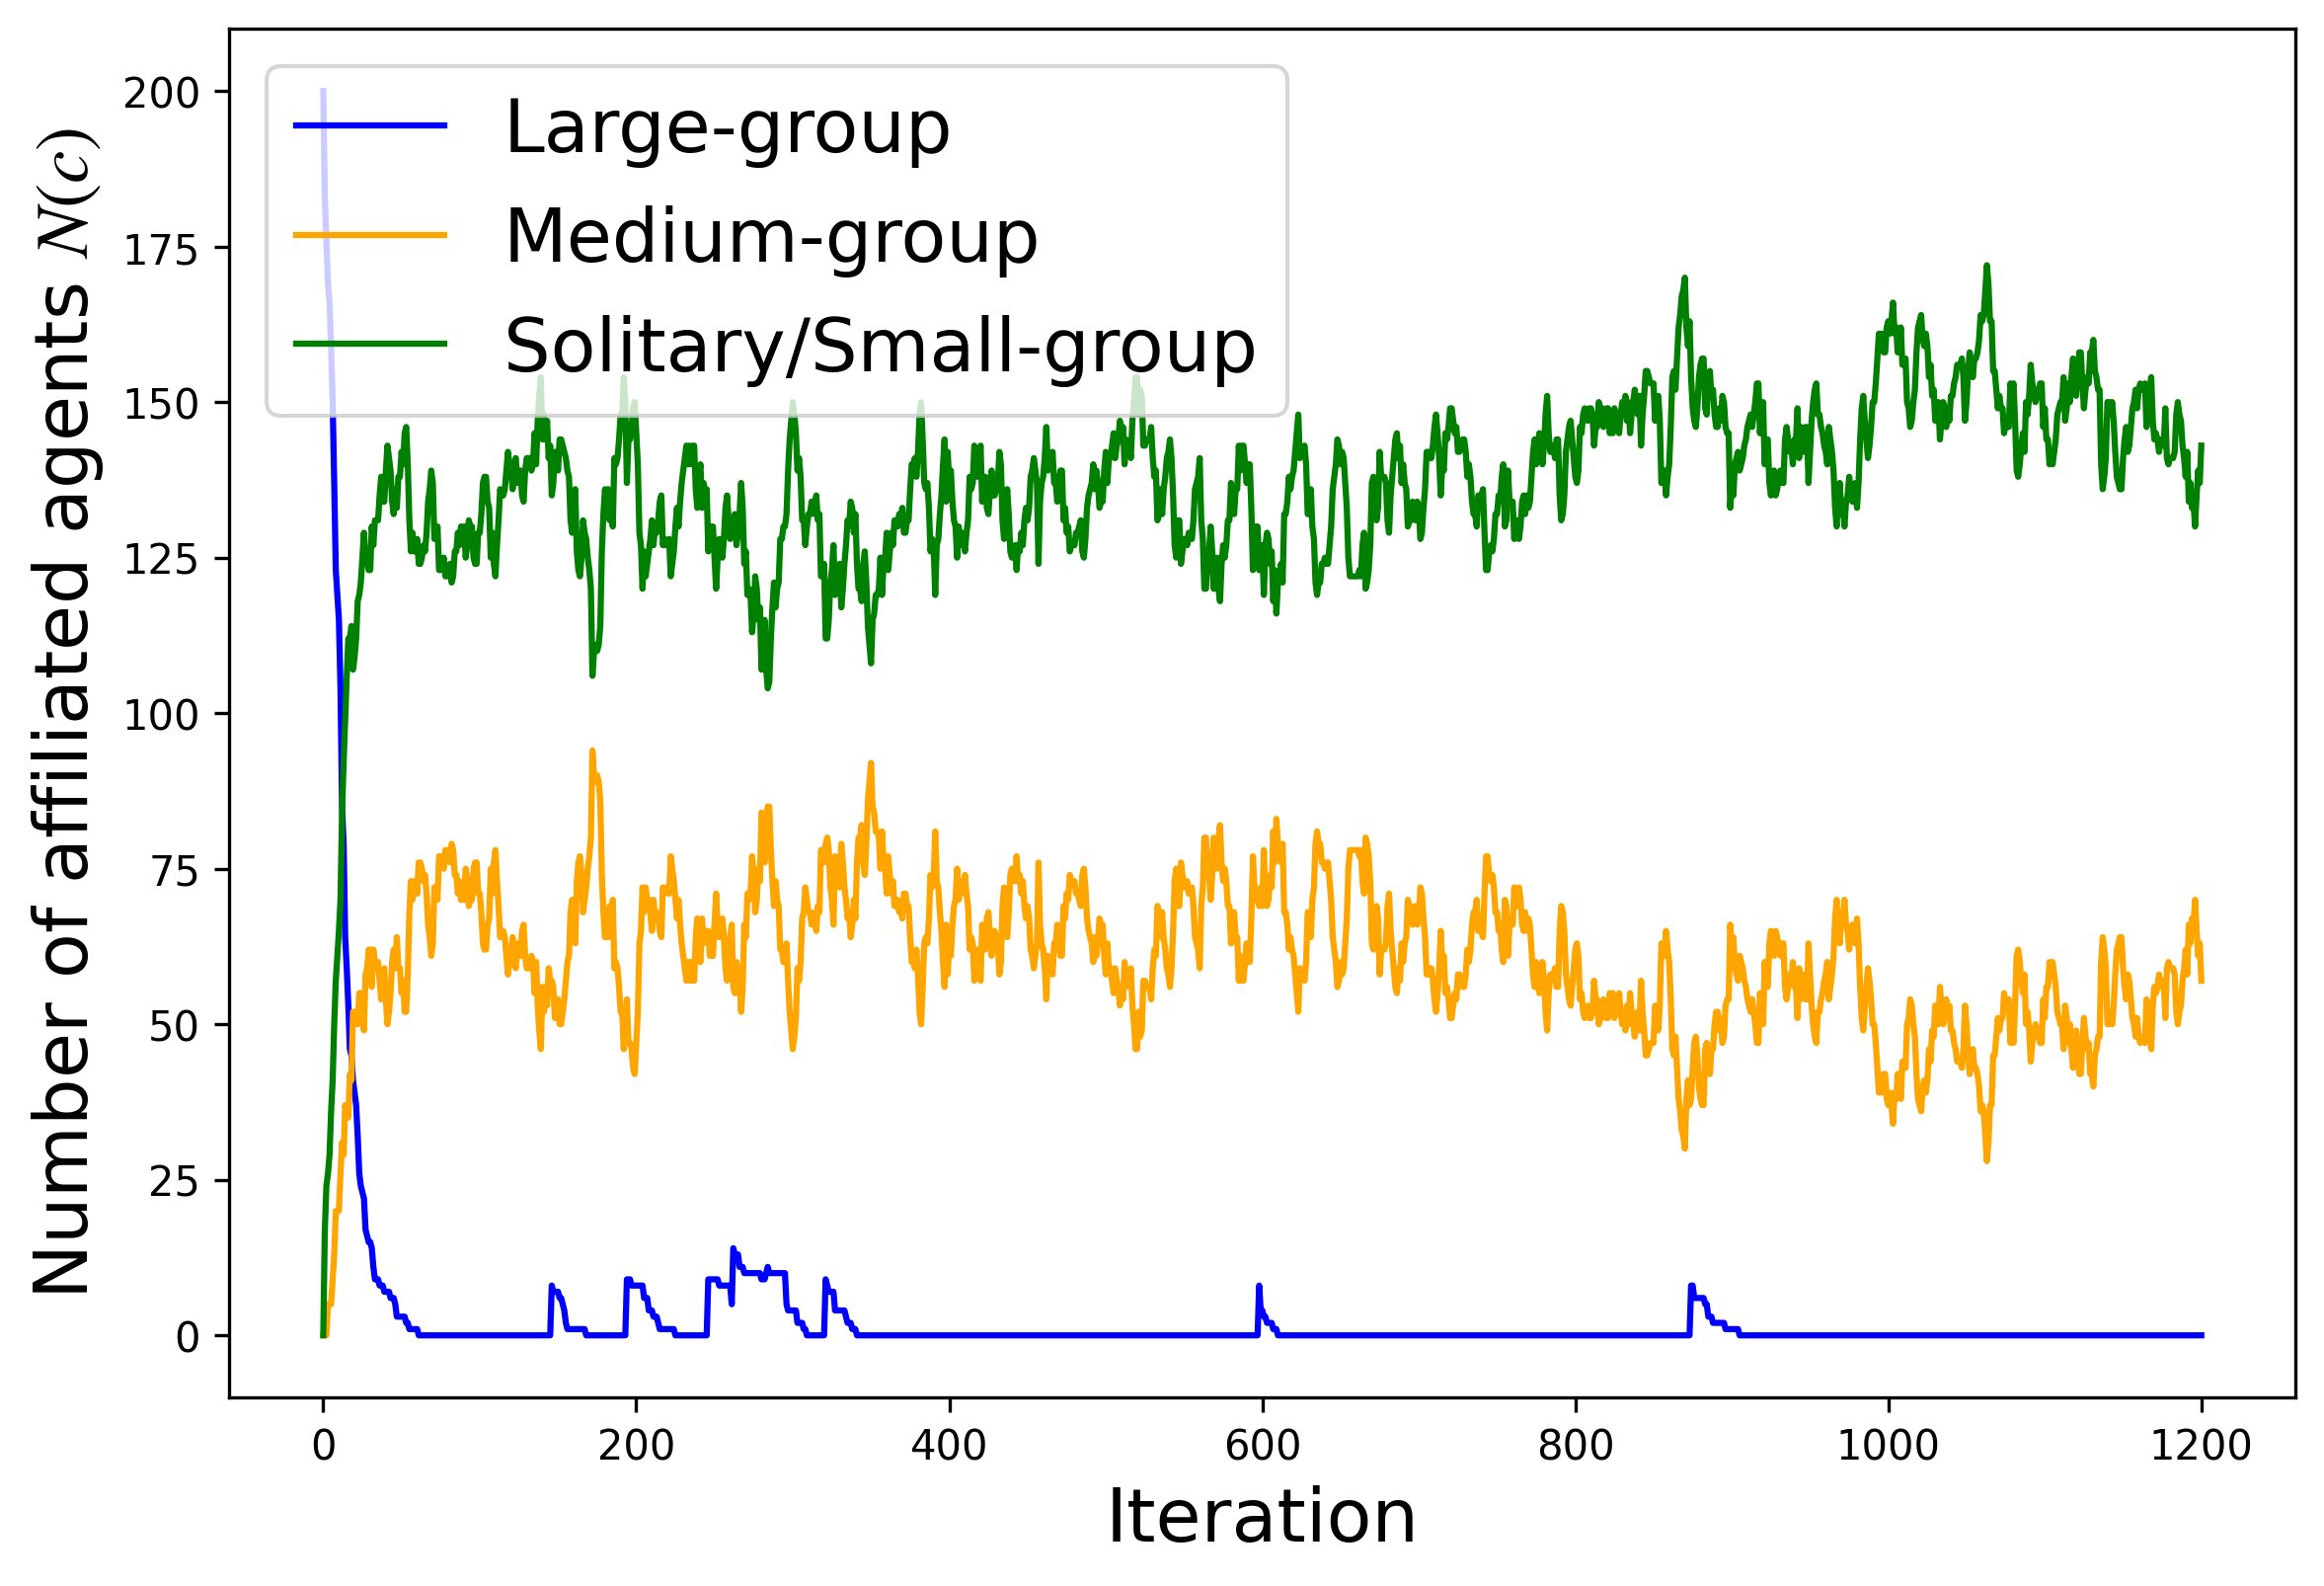 Number of affiliated agents N(c)
200
175
150
125
100
75
50
25
0
Large-group
Medium-group
Solitary/Small-group
0 200 400 600 800 1000 1200
Iteration